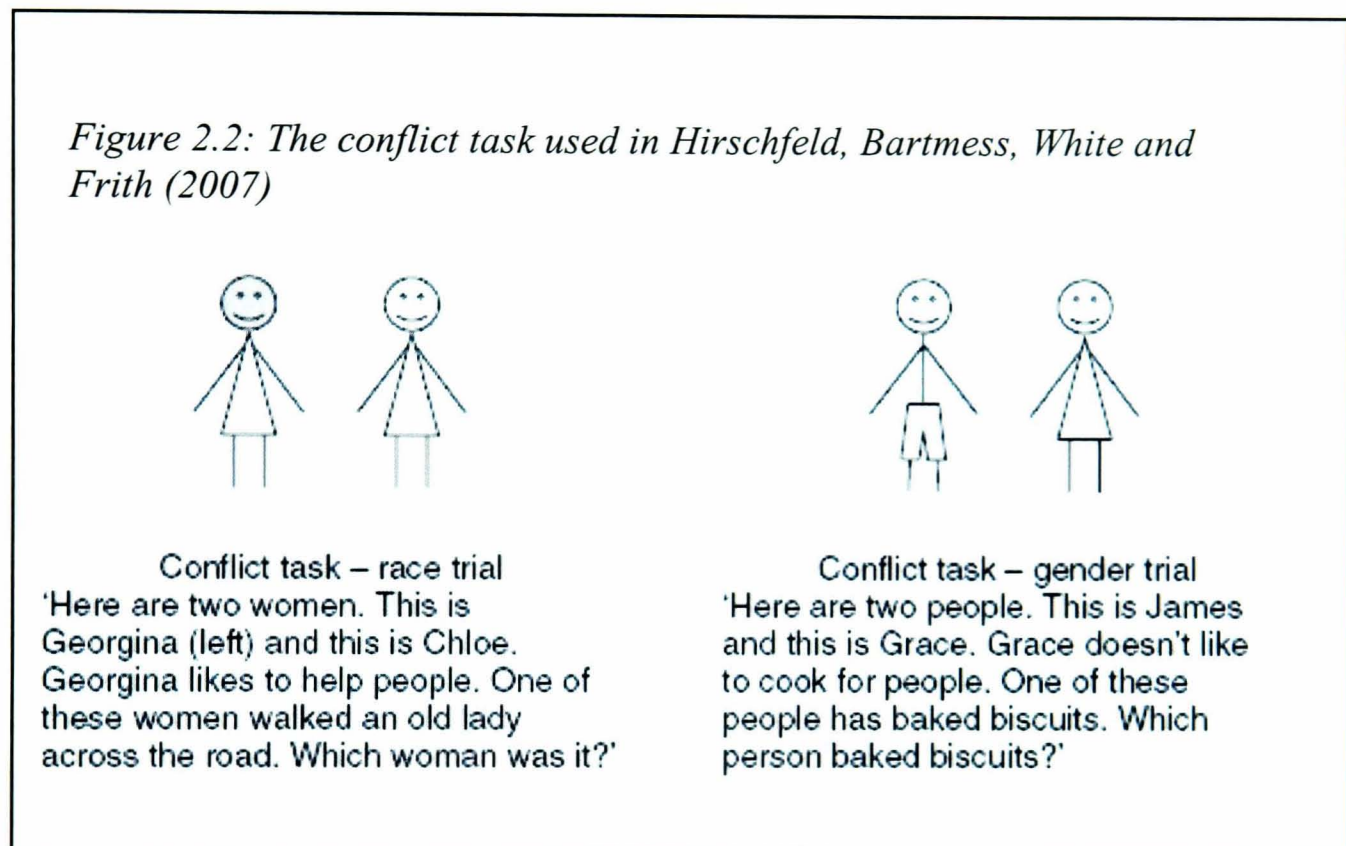 Figure 2.2: The conflict task used in Hirschfeld, Bartmess, White and
Frith (2007)
Conflict task – race trial
'Here are two women. This is
Georgina (left) and this is Chloe.
Georgina likes to help people. One of
these women walked an old lady
across the road. Which woman was it?'
Conflict task – gender trial
'Here are two people. This is James
and this is Grace. Grace doesn't like
to cook for people. One of these
people has baked biscuits. Which
person baked biscuits?'